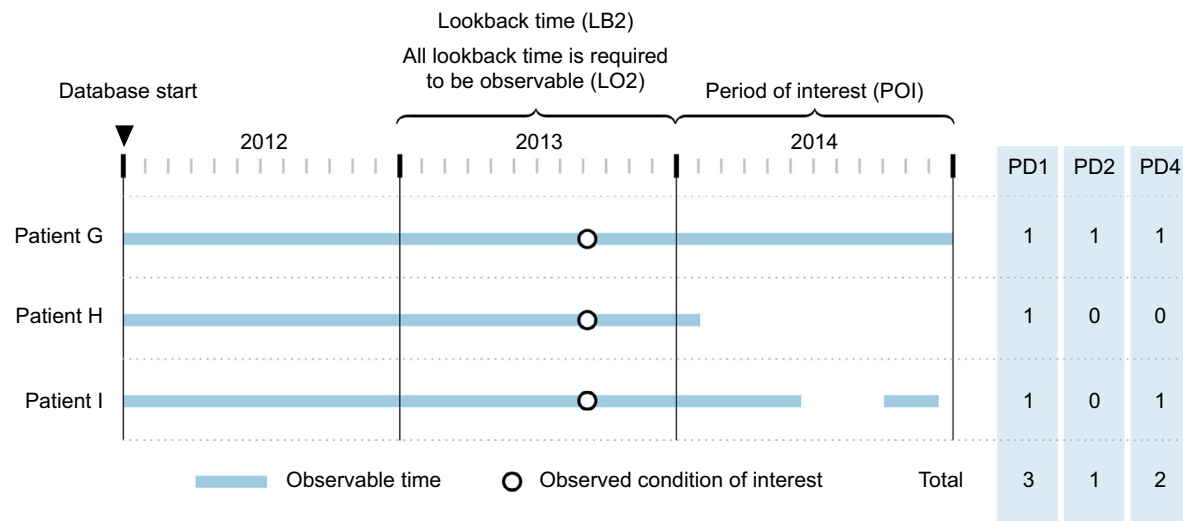 Lookback time (LB2)
All lookback time is required
to be observable (LO2)
Database start
Period of interest (POI)
2012
2013
2014
PD1 PD2 PD4
Patient G 1 1 1
Patient H 1 0 0
Patient I 1 0 1
Observable time
Observed condition of interest
Total 3 1 2